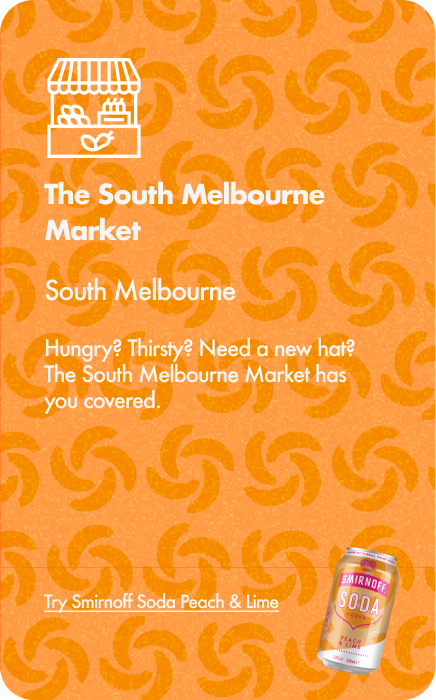 The South Melbourne
Market
South Melbourne
Hungry? Thirsty? Need a new hat?
The South Melbourne Market has
you covered.
Try Smirnoff Soda Peach & Lime
SMIRNOFF
SODA
PEACH
& LIME